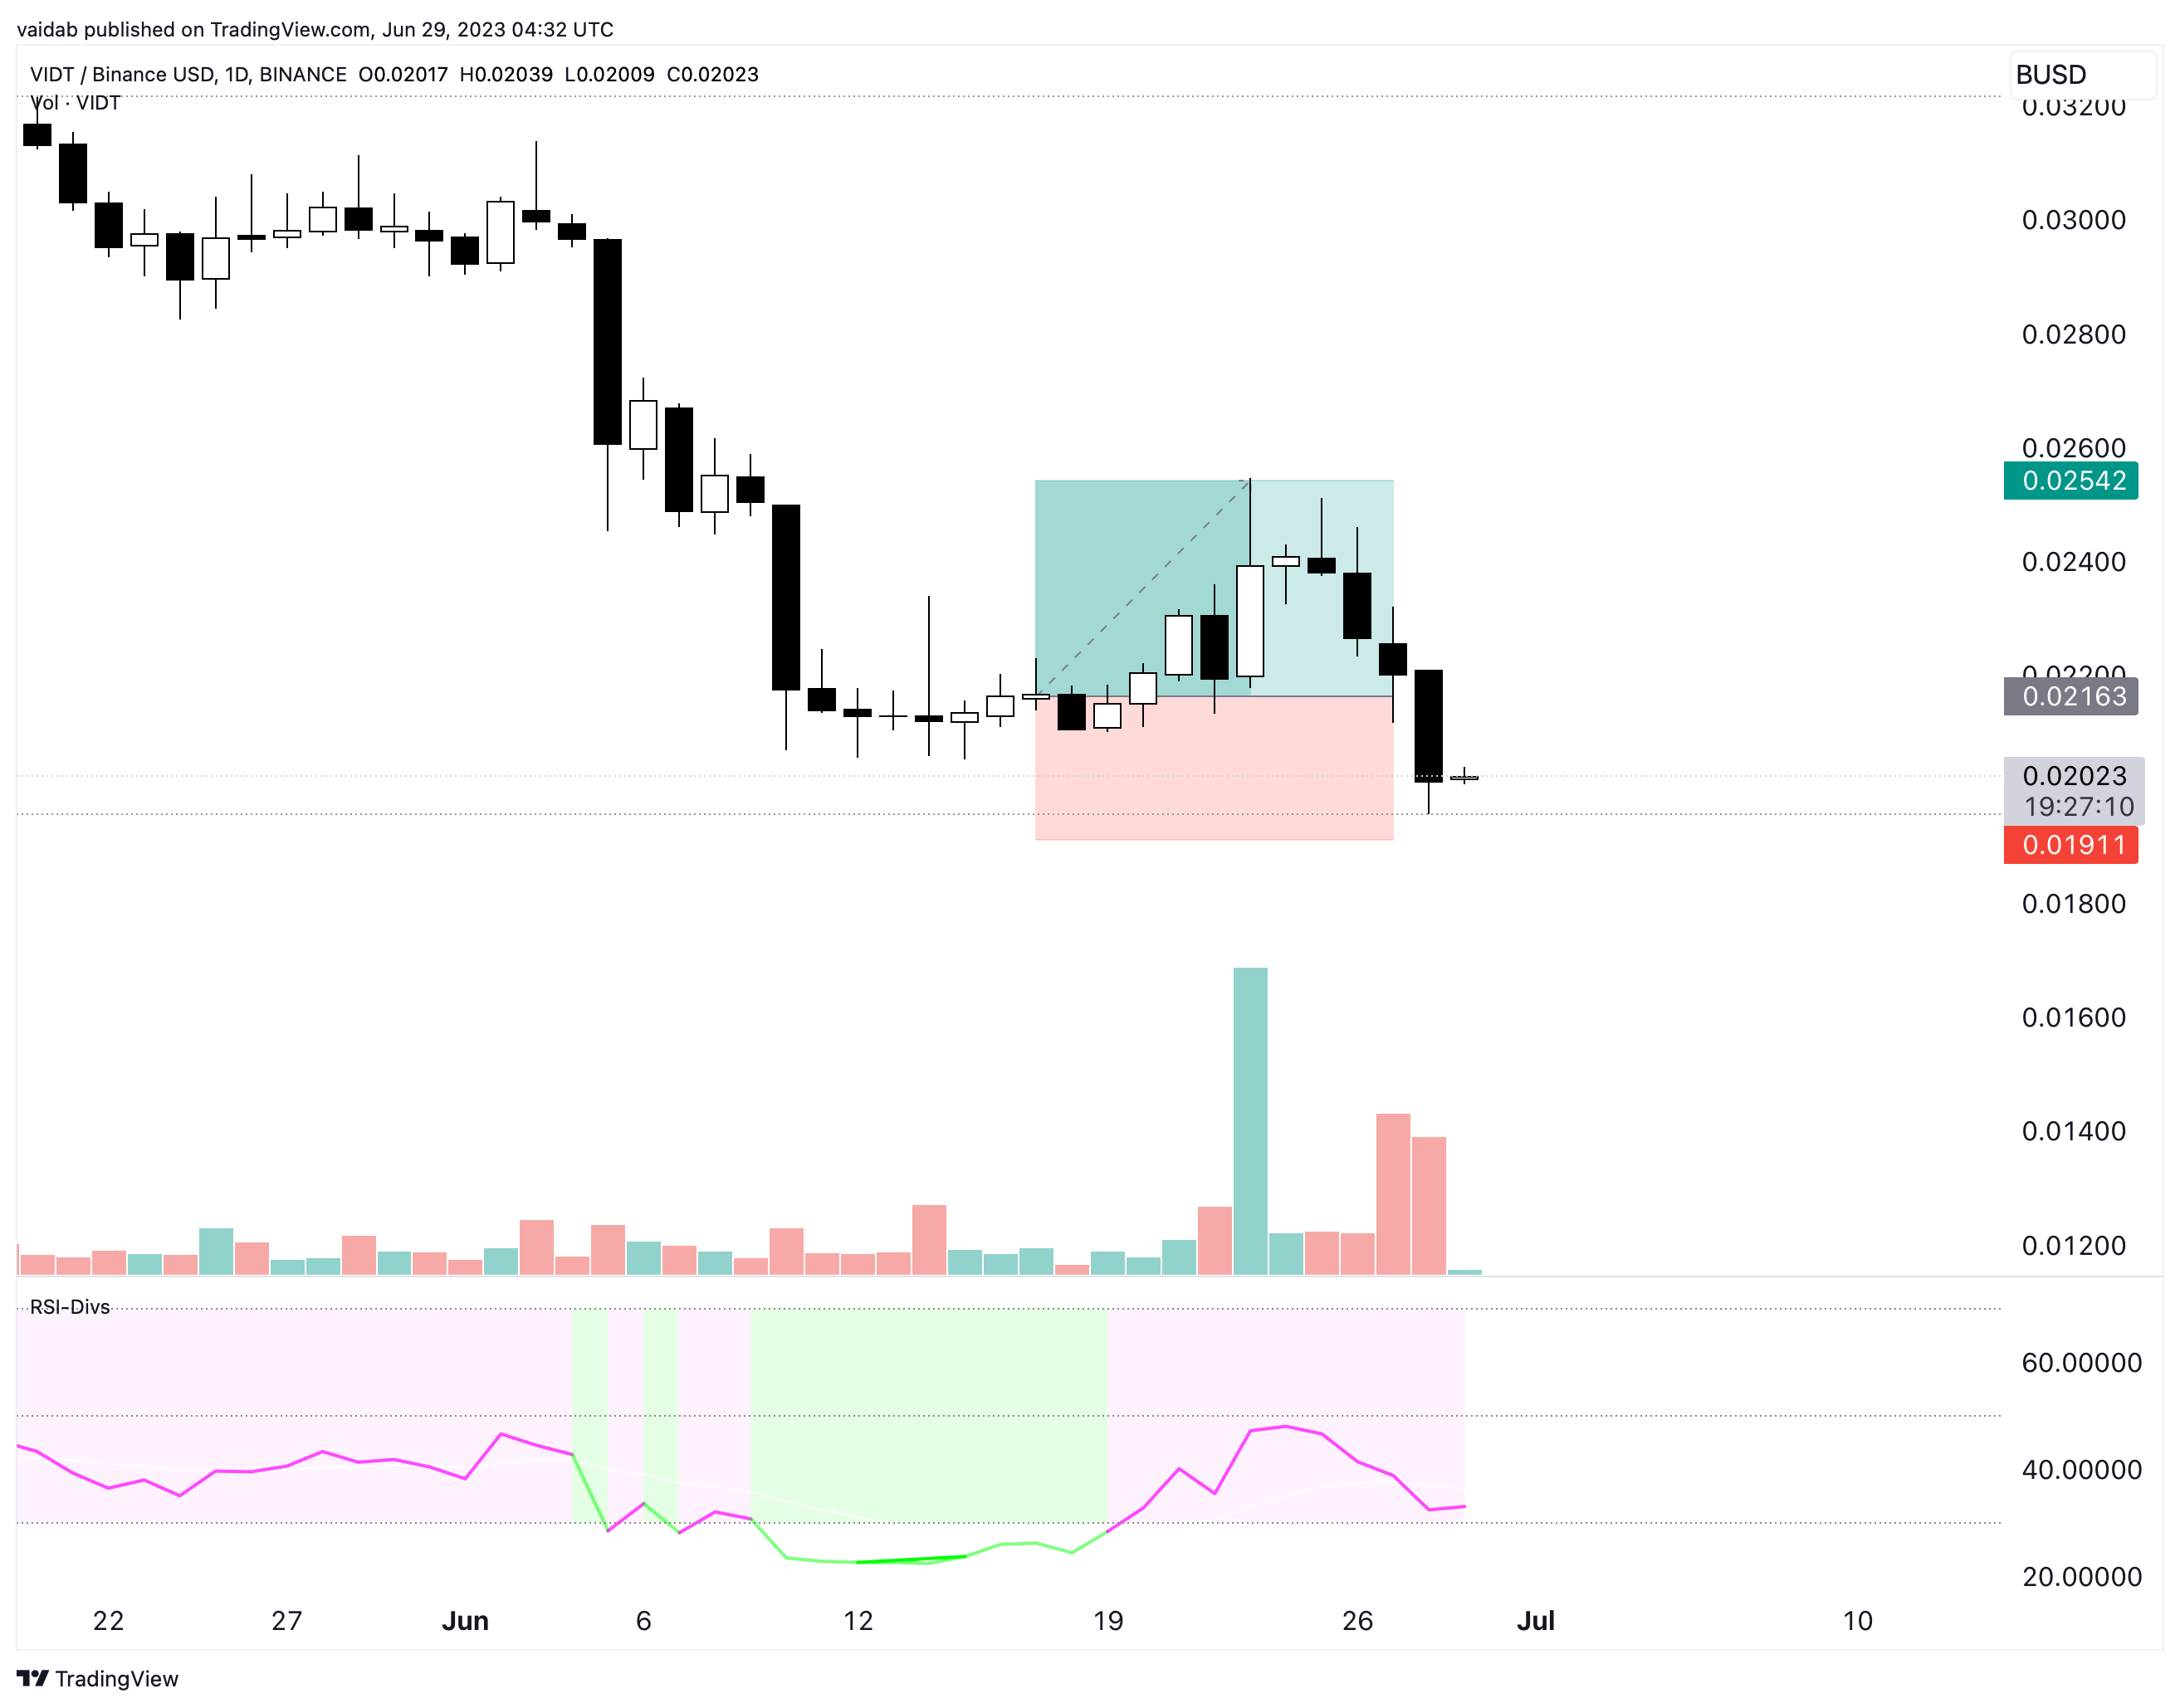 vaidab published on TradingView.com, Jun 29, 2023 04:32 UTC
VIDT / Binance USD, 1D, BINANCE O0.02017 H0.02039 L0.02009 C0.02023
Vol · VIDT
BUSD
0.03200
0.03000
0.02800
0.02600
0.02542
0.02400
0.02200
0.02163
0.02023
19:27:10
0.01911
0.01800
0.01600
0.01400
0.01200
RSI-Divs
60.00000
40.00000
20.00000
22 27 Jun 6 12 19 26 Jul 10
TradingView